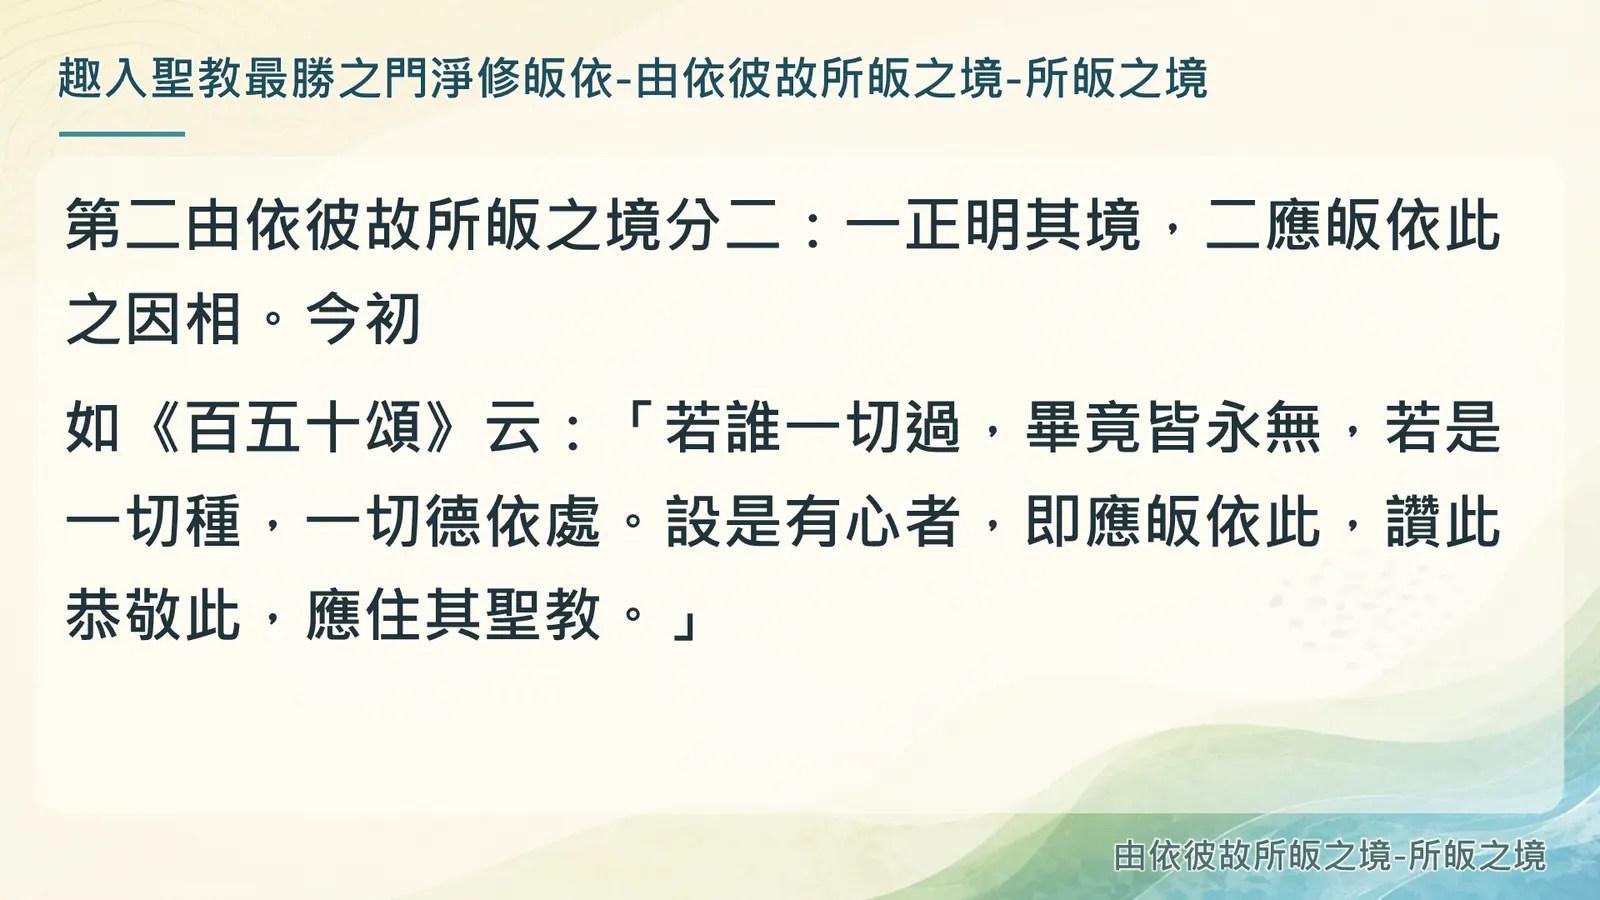 趣入聖教最勝之門淨修皈依-由依彼故所皈之境-所皈之境
第二由依彼故所皈之境分二：一正明其境，二應皈依此
之因相。今初
如《百五十頌》云：「若誰一切過，畢竟皆永無，若是
一切種，一切德依處。設是有心者，即應皈依此，讚此
恭敬此，應住其聖教。」
由依彼故所皈之境-所皈之境